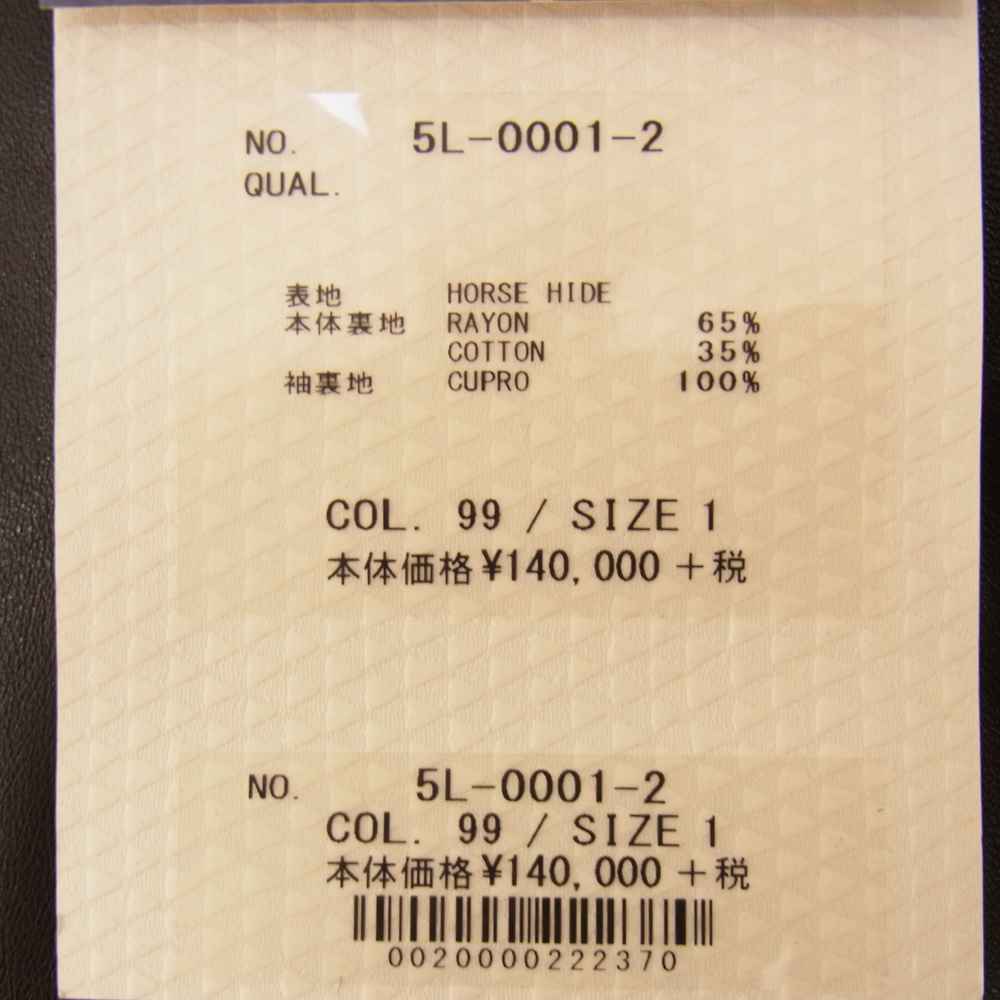 NO. 5L-0001-2
QUAL.
表地 HORSE HIDE
本体裏地 RAYON 65%
COTTON 35%
袖裏地 CUPRO 100%
COL. 99 / SIZE 1
本体価格¥140,000＋税
NO. 5L-0001-2
COL. 99 / SIZE 1
本体価格¥140,000＋税
0020000222370